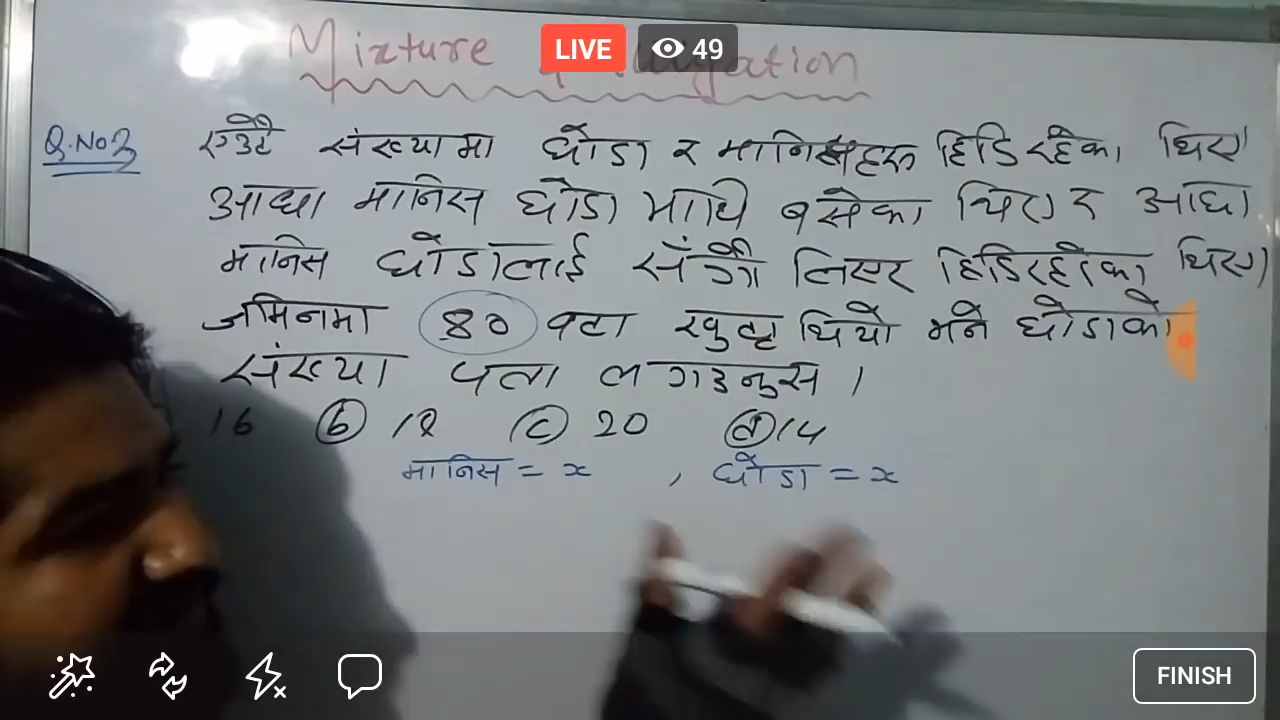 LIVE 49
Mixture
Q.No3 एउटै संख्यामा घोडा र मानिसहरू हिडिरहेका थिए
आधा मानिस घोडा माथि बसेका थिए र आधा
मानिस घोडालाई सँगै लिएर हिडिरहेका थिए।
जमिनमा 80 वटा खुट्टा थियो भने घोडाको
संख्या पत्ता लगाउनुस ।
16 (b) 12 (c) 20 (d) 14
मानिस = x , घोडा = x
FINISH